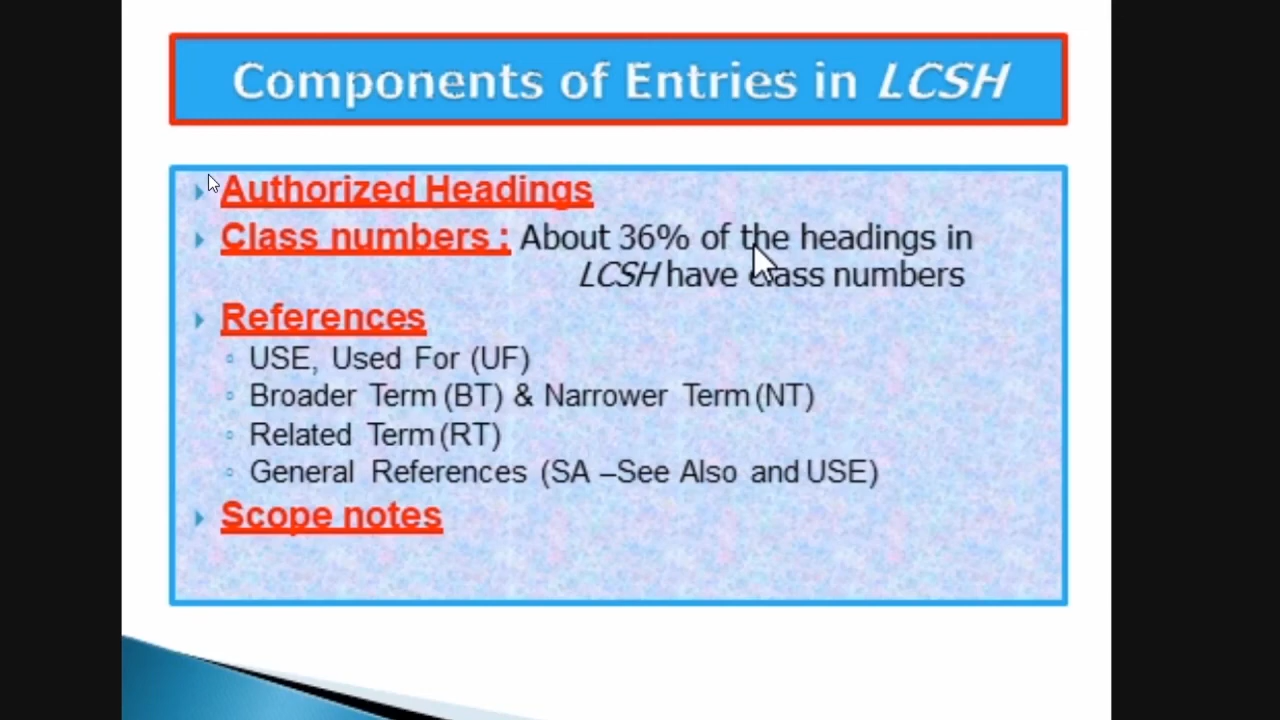 Components of Entries in LCSH
Authorized Headings
Class numbers : About 36% of the headings in
LCSH have class numbers
References
USE, Used For (UF)
Broader Term (BT) & Narrower Term (NT)
Related Term (RT)
General References (SA –See Also and USE)
Scope notes